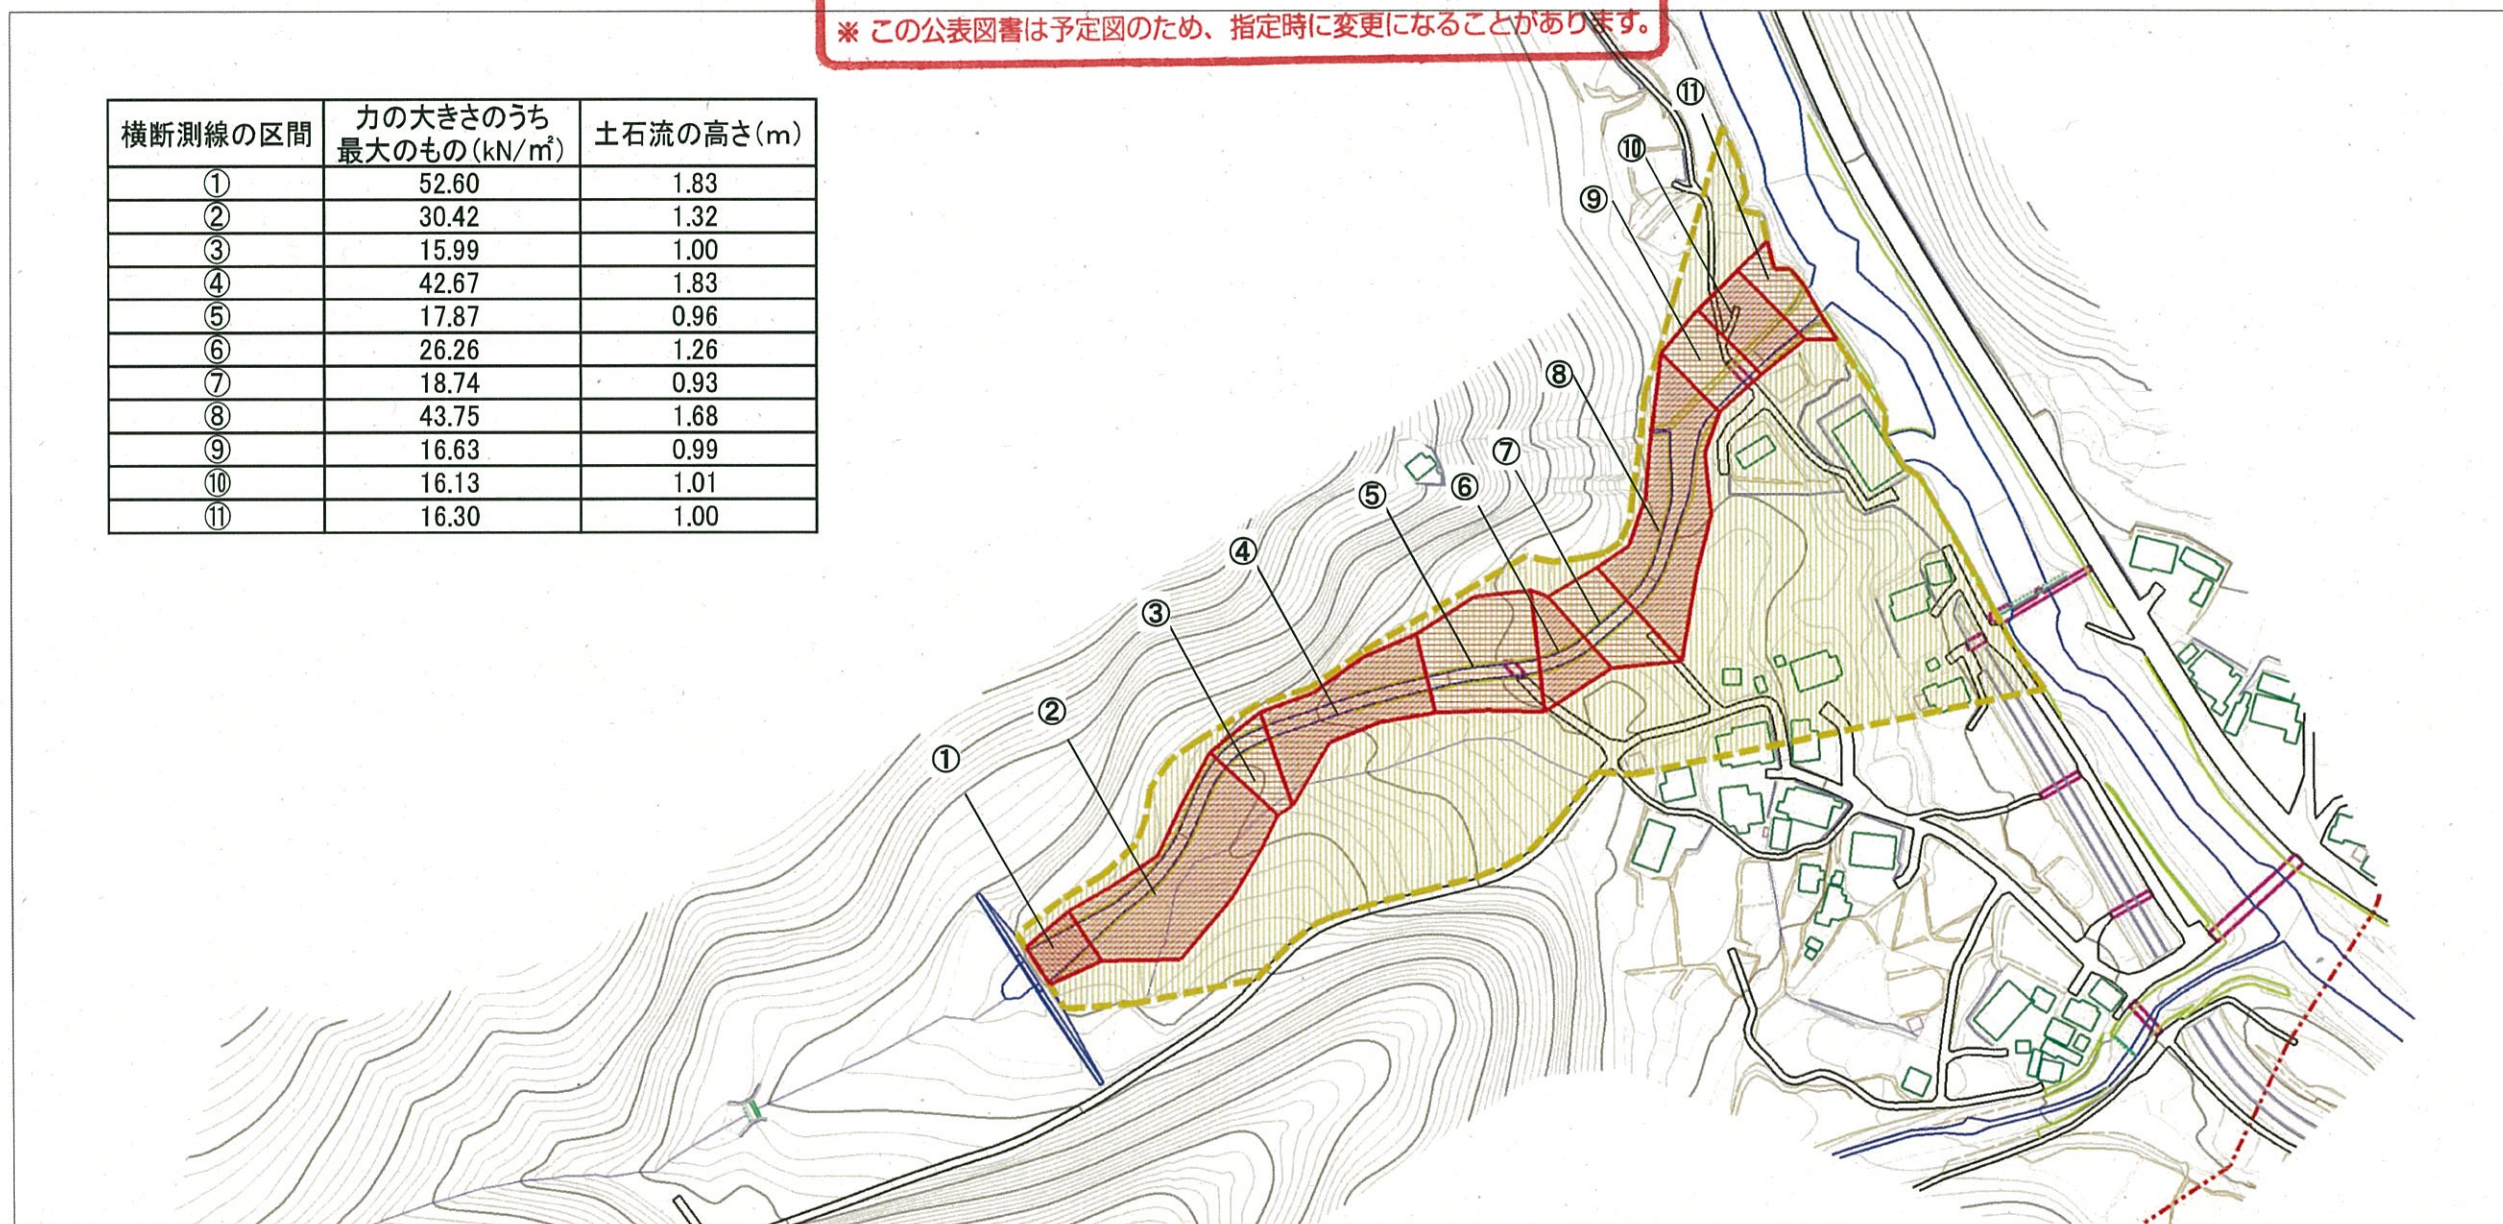 ※ この公表図書は予定図のため、指定時に変更になることがあります。
横断測線の区間 力の大きさのうち最大のもの(kN/㎡) 土石流の高さ(m)
① 52.60 1.83
② 30.42 1.32
③ 15.99 1.00
④ 42.67 1.83
⑤ 17.87 0.96
⑥ 26.26 1.26
⑦ 18.74 0.93
⑧ 43.75 1.68
⑨ 16.63 0.99
⑩ 16.13 1.01
⑪ 16.30 1.00
⑪
⑩
⑨
⑧
⑦
⑥
⑤
④
③
②
①